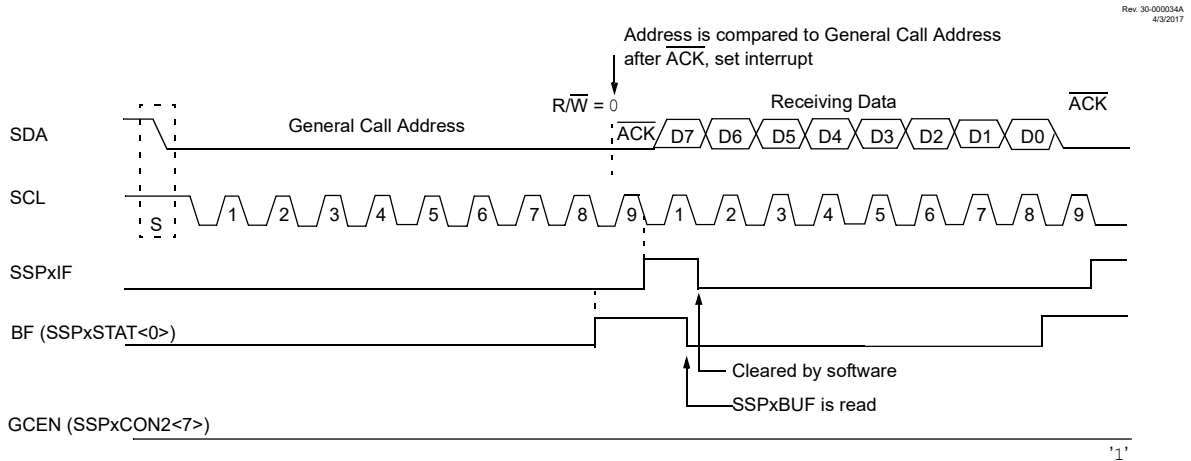 Rev. 30-000034A
4/3/2017
Address is compared to General Call Address
after ACK, set interrupt
R/W = 0
Receiving Data
ACK
SDA
General Call Address
ACK D7 D6 D5 D4 D3 D2 D1 D0
SCL
S
1 2 3 4 5 6 7 8 9 1 2 3 4 5 6 7 8 9
SSPxIF
BF (SSPxSTAT<0>)
Cleared by software
SSPxBUF is read
GCEN (SSPxCON2<7>)
'1'